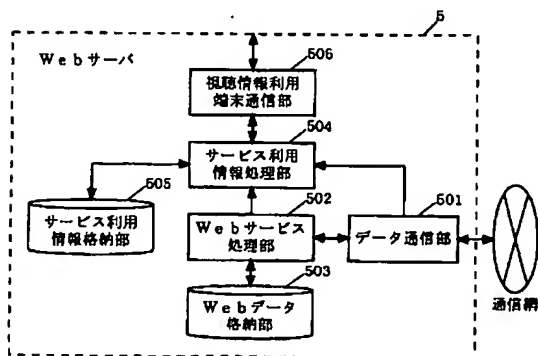 5
Webサーバ
506
視聴情報利用
端末通信部
504
サービス利用
情報処理部
505
サービス利用
情報格納部
502
Webサービス
処理部
501
データ通信部
503
Webデータ
格納部
通信網